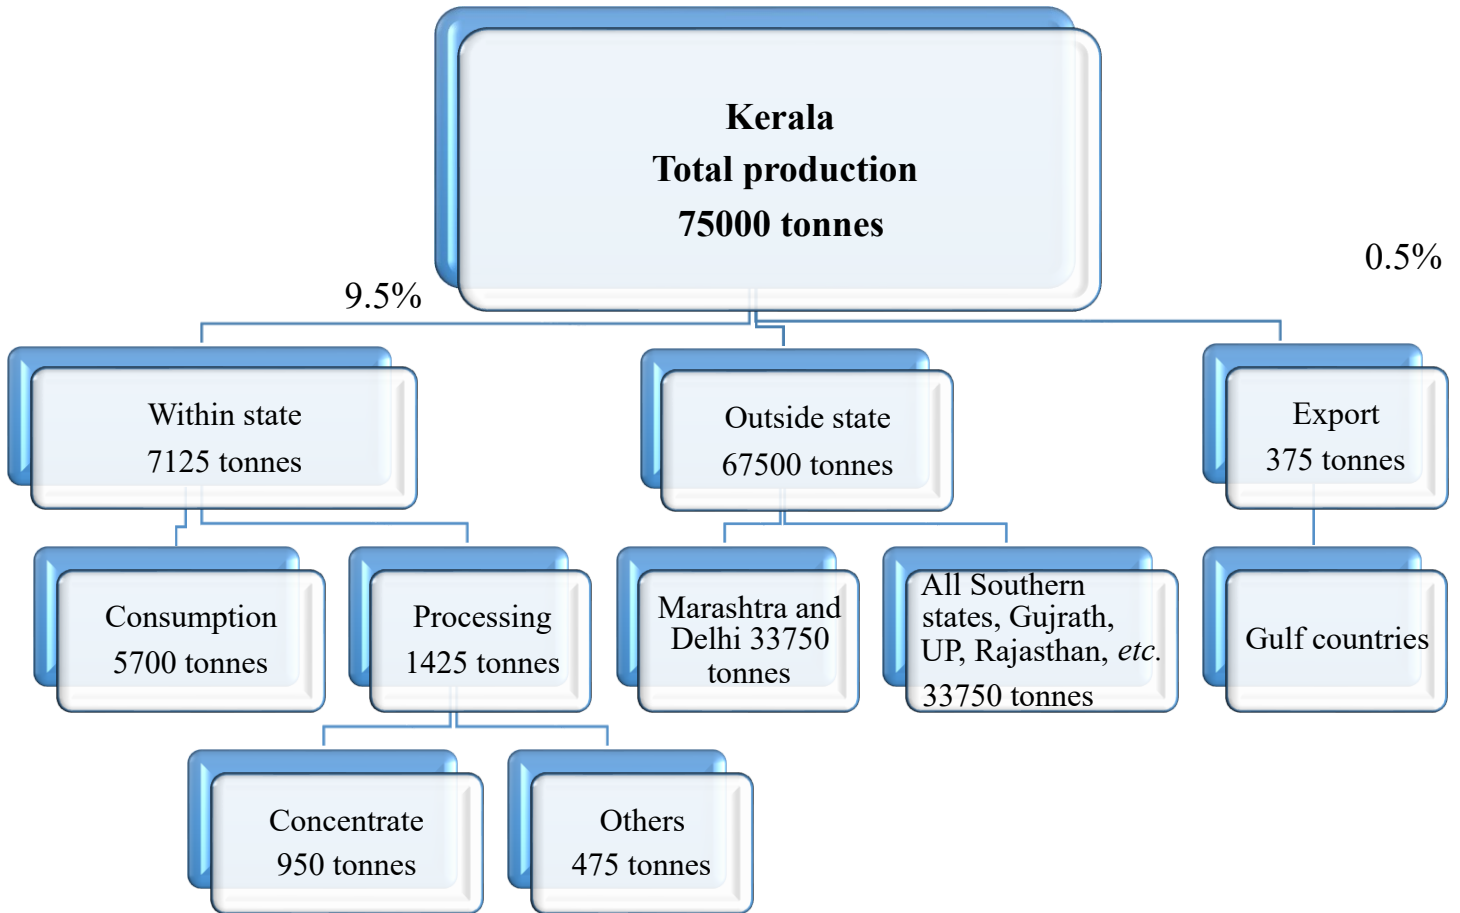 Kerala
Total production
75000 tonnes
0.5%
9.5%
Within state
7125 tonnes
Outside state
67500 tonnes
Export
375 tonnes
Consumption
5700 tonnes
Processing
1425 tonnes
Marashtra and
Delhi 33750
tonnes
All Southern
states, Gujrath,
UP, Rajasthan, etc.
33750 tonnes
Gulf countries
Concentrate
950 tonnes
Others
475 tonnes